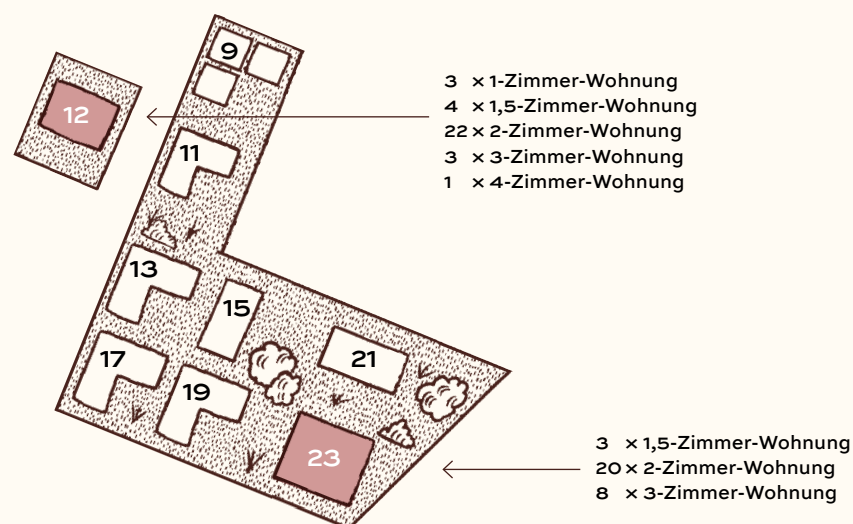 9
12
3 × 1-Zimmer-Wohnung
4 × 1,5-Zimmer-Wohnung
22 × 2-Zimmer-Wohnung
3 × 3-Zimmer-Wohnung
1 × 4-Zimmer-Wohnung
11
13
15
17
19
21
23
3 × 1,5-Zimmer-Wohnung
20 × 2-Zimmer-Wohnung
8 × 3-Zimmer-Wohnung